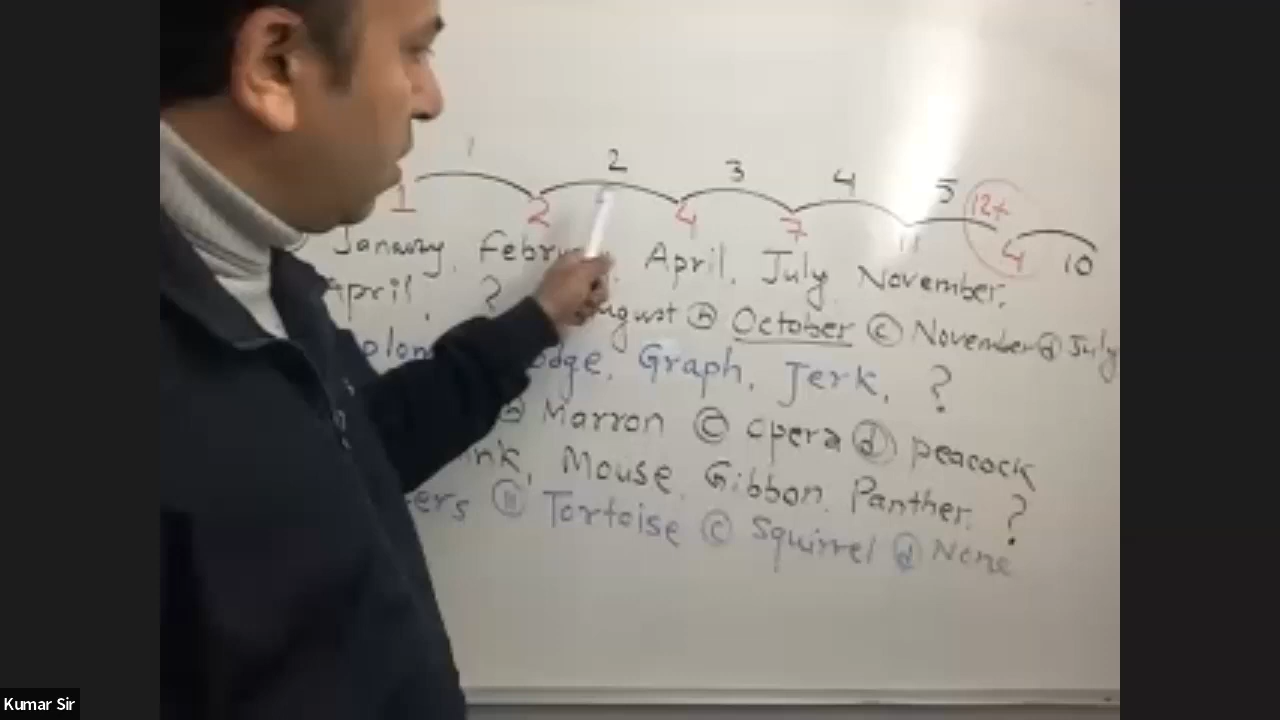 1 2 3 4 5 12+
1 2 4 7 11 4 10
January, February, April, July, November,
April, ? August ⓑ October ⓒ November ⓓ July
Graph, Jerk, ?
Marron ⓒ opera ⓓ peacock
Mouse, Gibbon, Panther, ?
Tortoise ⓒ Squirrel ⓓ None
Kumar Sir